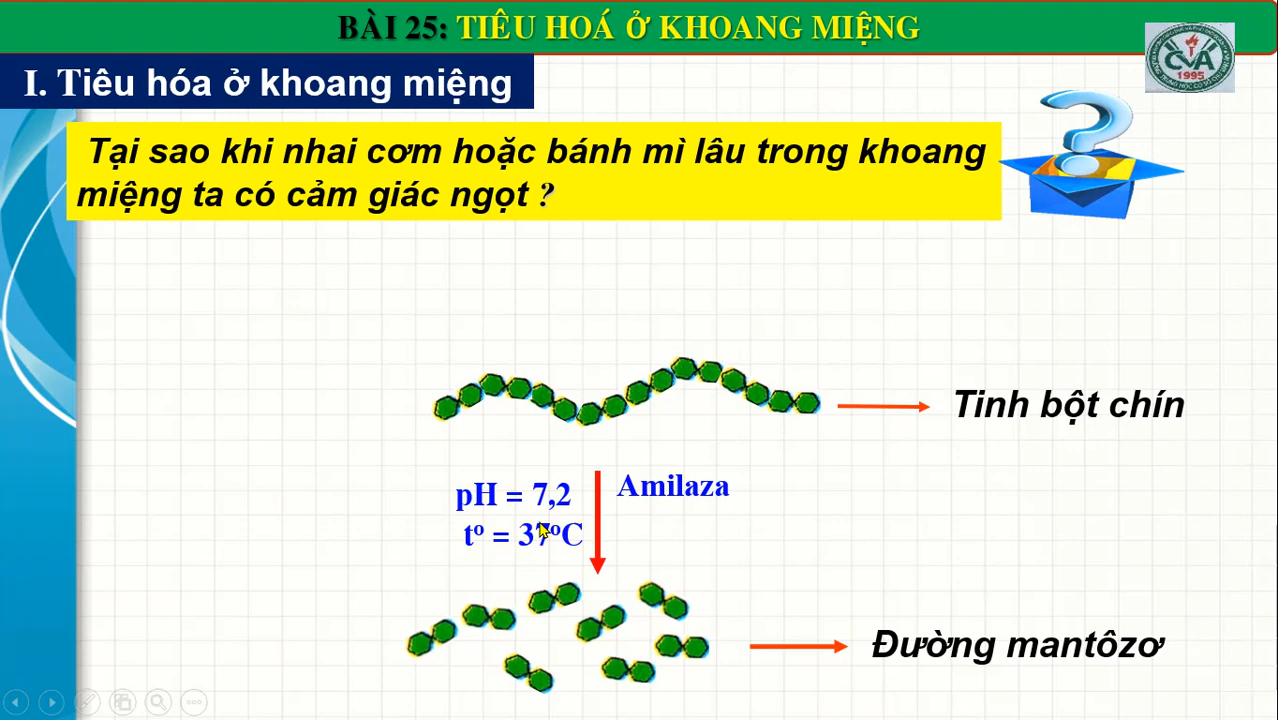 BÀI 25: TIÊU HOÁ Ở KHOANG MIỆNG
I. Tiêu hóa ở khoang miệng
CVA
1995
Tại sao khi nhai cơm hoặc bánh mì lâu trong khoang
miệng ta có cảm giác ngọt ?
Tinh bột chín
pH = 7,2
Amilaza
tº = 37ºC
Đường mantôzơ